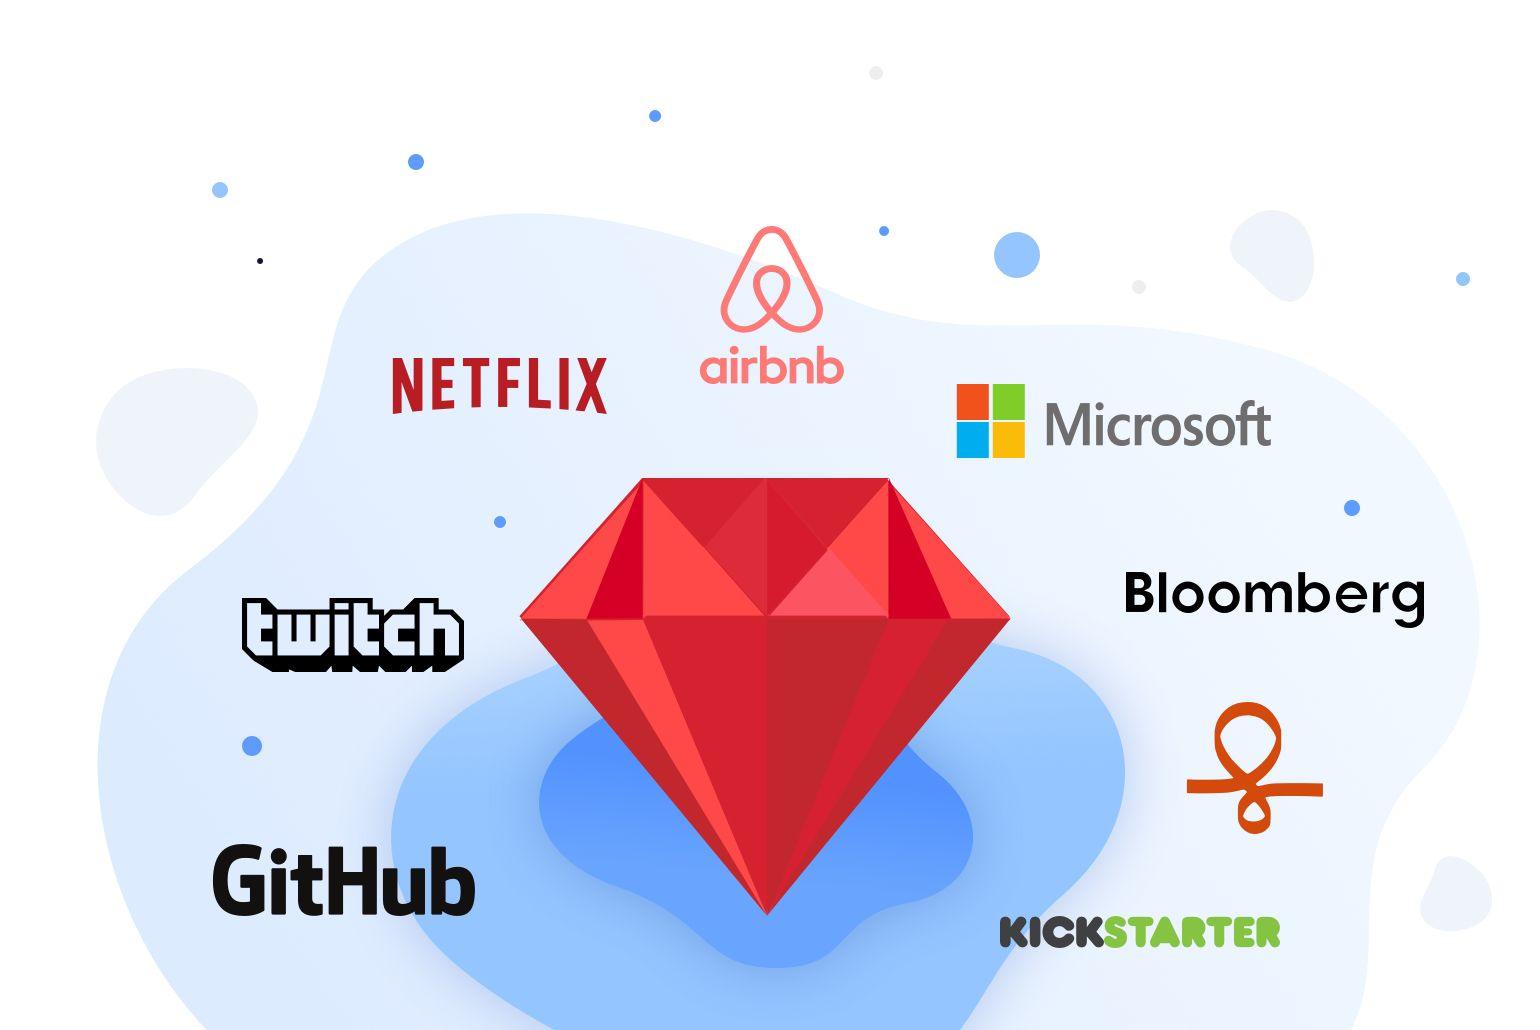 airbnb
NETFLIX
Microsoft
Bloomberg
twitch
GitHub
KICKSTARTER